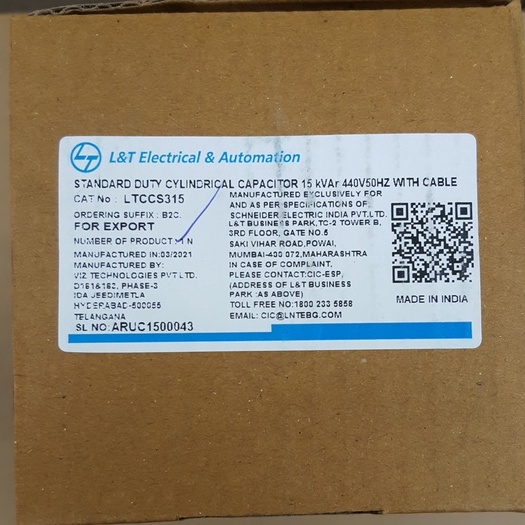 L&T Electrical & Automation
STANDARD DUTY CYLINDRICAL CAPACITOR 15 kVAr 440V50HZ WITH CABLE
CAT No : LTCCS315
ORDERING SUFFIX : B2C.
FOR EXPORT
NUMBER OF PRODUCT : 1 N
MANUFACTURED IN:03/2021
MANUFACTURED BY:
VIZ TECHNOLOGIES PVT LTD.
D161&162, PHASE-3
IDA JEEDIMETLA
HYDERABAD-500055
TELANGANA
SL NO:ARUC1500043
MANUFACTURED EXCLUSIVELY FOR
AND AS PER SPECIFICATIONS OF
SCHNEIDER ELECTRIC INDIA PVT.LTD.
L&T BUSINESS PARK,TC-2 TOWER B,
3RD FLOOR, GATE NO.5
SAKI VIHAR ROAD,POWAI,
MUMBAI-400 072,MAHARASHTRA
IN CASE OF COMPLAINT,
PLEASE CONTACT:CIC-ESP,
(ADDRESS OF L&T BUSINESS
PARK :AS ABOVE)
TOLL FREE NO:1800 233 5858
EMAIL: CIC@LNTEBG.COM
MADE IN INDIA